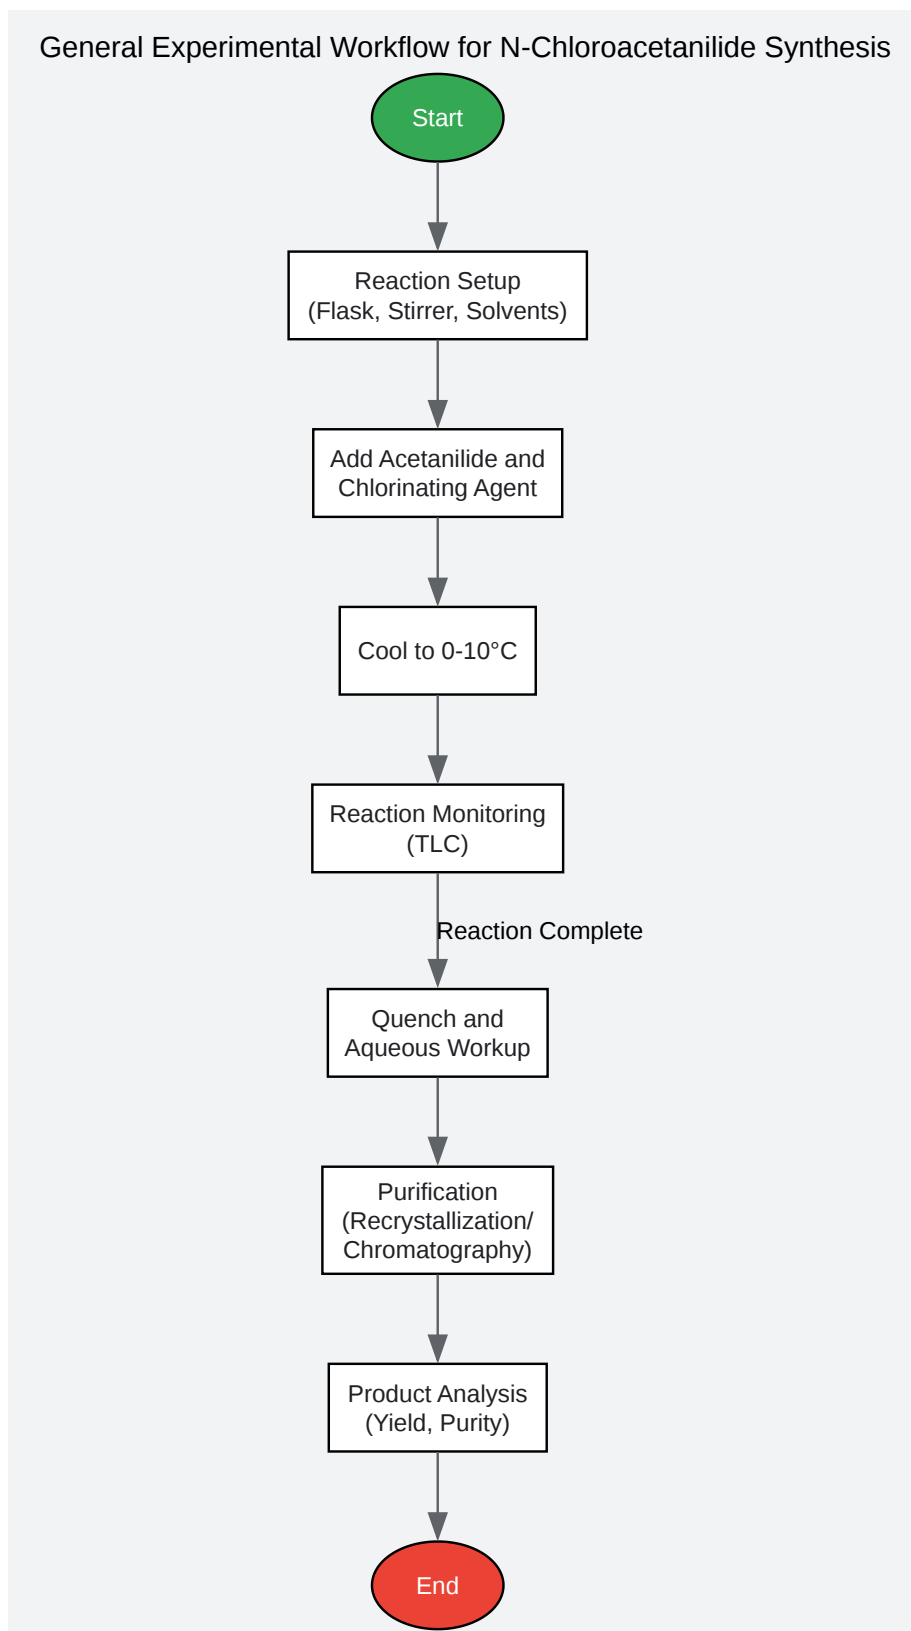 General Experimental Workflow for N-Chloroacetanilide Synthesis
Start
Reaction Setup
(Flask, Stirrer, Solvents)
Add Acetanilide and
Chlorinating Agent
Cool to 0-10°C
Reaction Monitoring
(TLC)
Reaction Complete
Quench and
Aqueous Workup
Purification
(Recrystallization/
Chromatography)
Product Analysis
(Yield, Purity)
End